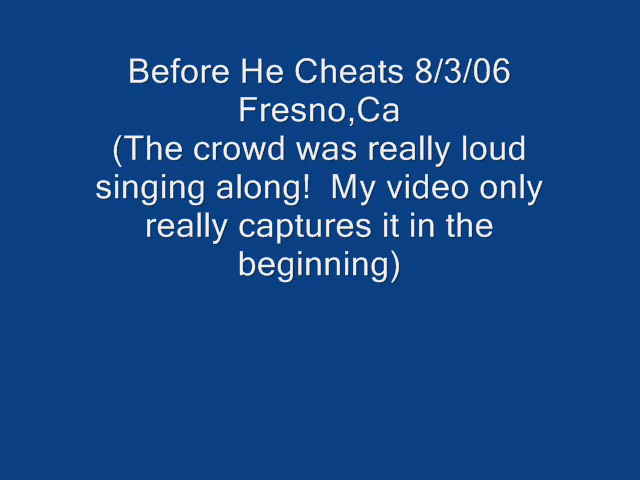 Before He Cheats 8/3/06
Fresno,Ca
(The crowd was really loud
singing along!  My video only
really captures it in the
beginning)